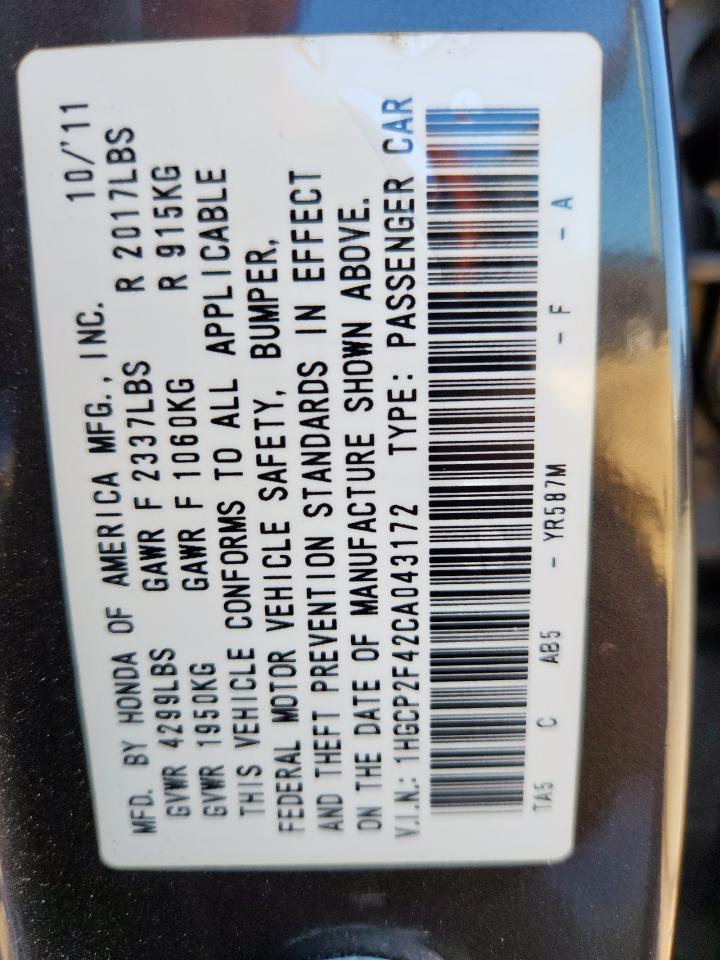 MFD. BY HONDA OF AMERICA MFG., INC. 10/'11
GVWR 4299LBS GAWR F 2337LBS R 2017LBS
GVWR 1950KG GAWR F 1060KG R 915KG
THIS VEHICLE CONFORMS TO ALL APPLICABLE
FEDERAL MOTOR VEHICLE SAFETY, BUMPER,
AND THEFT PREVENTION STANDARDS IN EFFECT
ON THE DATE OF MANUFACTURE SHOWN ABOVE.
V.I.N.: 1HGCP2F42CA043172 TYPE: PASSENGER CAR
TA5 C AB5 - YR587M - F - A